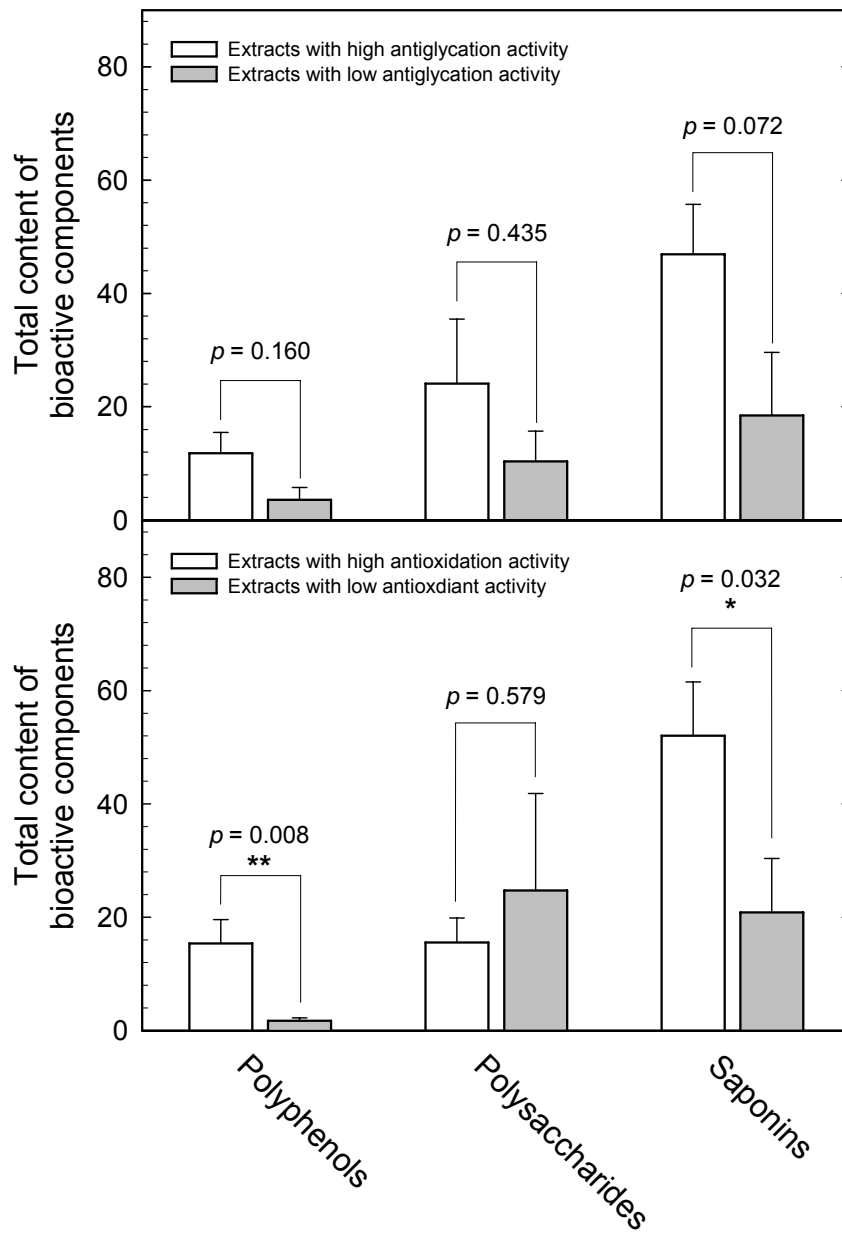 Total content of
bioactive components
80
60
40
20
0
Extracts with high antiglycation activity
Extracts with low antiglycation activity
p = 0.160
p = 0.435
p = 0.072
Total content of
bioactive components
80
60
40
20
0
Extracts with high antioxidation activity
Extracts with low antioxdiant activity
p = 0.008
**
p = 0.579
p = 0.032
*
Polyphenols
Polysaccharides
Saponins